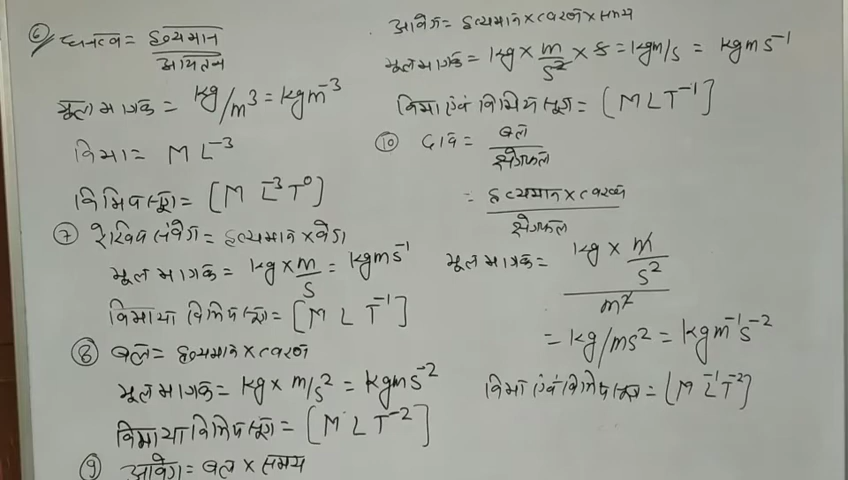 ⑥ घनत्व = द्रव्यमान / आयतन
मूल मात्रक = kg/m³ = kgm⁻³
विमा = M L⁻³
विमिय सूत्र = [M L⁻³ T⁰]
⑦ रेखिय संवेग = द्रव्यमान × वेग
मूल मात्रक = kg × m/s = kgms⁻¹
विमा या विमिय सूत्र = [M L T⁻¹]
⑧ बल = द्रव्यमान × त्वरण
मूल मात्रक = kg × m/s² = kgms⁻²
विमा या विमिय सूत्र = [M L T⁻²]
⑨ आवेग = बल × समय
आवेग = द्रव्यमान × त्वरण × समय
मूल मात्रक = kg × m/s² × s = kgm/s = kgms⁻¹
विमा एवं विमिय सूत्र = [M L T⁻¹]
⑩ दाब = बल / क्षेत्रफल
= द्रव्यमान × त्वरण / क्षेत्रफल
मूल मात्रक = kg × m/s² / m²
= kg/ms² = kgm⁻¹s⁻²
विमा एवं विमिय सूत्र = [M L⁻¹ T⁻²]